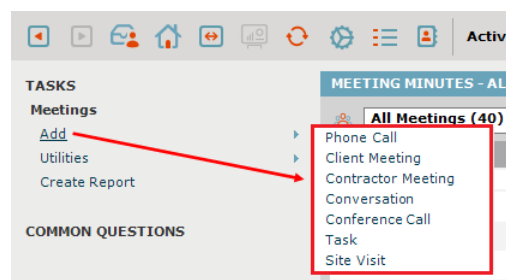 Activ
TASKS
Meetings
Add
Utilities
Create Report
COMMON QUESTIONS
MEETING MINUTES - AL
All Meetings (40)
Phone Call
Client Meeting
Contractor Meeting
Conversation
Conference Call
Task
Site Visit